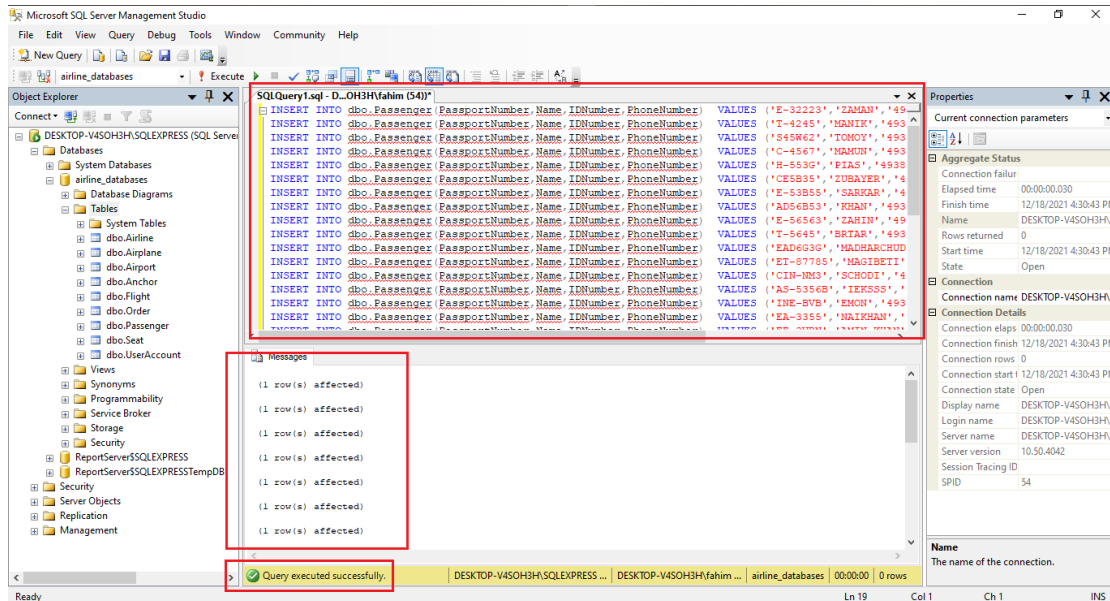 Microsoft SQL Server Management Studio
File Edit View Query Debug Tools Window Community Help
New Query
airline_databases Execute
Object Explorer
Connect
DESKTOP-V4SOH3H\SQLEXPRESS (SQL Server
Databases
System Databases
airline_databases
Database Diagrams
Tables
System Tables
dbo.Airline
dbo.Airplane
dbo.Airport
dbo.Anchor
dbo.Flight
dbo.Order
dbo.Passenger
dbo.Seat
dbo.UserAccount
Views
Synonyms
Programmability
Service Broker
Storage
Security
ReportServer$SQLEXPRESS
ReportServer$SQLEXPRESSTempDB
Security
Server Objects
Replication
Management
SQLQuery1.sql - D...OH3H\fahim (54))*
INSERT INTO dbo.Passenger(PassportNumber,Name,IDNumber,PhoneNumber) VALUES ('E-32223','ZAMAN','49
INSERT INTO dbo.Passenger(PassportNumber,Name,IDNumber,PhoneNumber) VALUES ('T-4245','MANIK','493
INSERT INTO dbo.Passenger(PassportNumber,Name,IDNumber,PhoneNumber) VALUES ('S45W62','TOMOY','493
INSERT INTO dbo.Passenger(PassportNumber,Name,IDNumber,PhoneNumber) VALUES ('C-4567','MAMUN','493
INSERT INTO dbo.Passenger(PassportNumber,Name,IDNumber,PhoneNumber) VALUES ('H-553G','PIAS','4938
INSERT INTO dbo.Passenger(PassportNumber,Name,IDNumber,PhoneNumber) VALUES ('CE5B35','ZUBAYER','4
INSERT INTO dbo.Passenger(PassportNumber,Name,IDNumber,PhoneNumber) VALUES ('E-53B55','SARKAR','4
INSERT INTO dbo.Passenger(PassportNumber,Name,IDNumber,PhoneNumber) VALUES ('AD56B53','KHAN','493
INSERT INTO dbo.Passenger(PassportNumber,Name,IDNumber,PhoneNumber) VALUES ('E-56563','ZAHIN','49
INSERT INTO dbo.Passenger(PassportNumber,Name,IDNumber,PhoneNumber) VALUES ('T-5645','BRTAR','493
INSERT INTO dbo.Passenger(PassportNumber,Name,IDNumber,PhoneNumber) VALUES ('EAD6G3G','MADHARCHUD
INSERT INTO dbo.Passenger(PassportNumber,Name,IDNumber,PhoneNumber) VALUES ('ET-87785','MAGIBETI'
INSERT INTO dbo.Passenger(PassportNumber,Name,IDNumber,PhoneNumber) VALUES ('CIN-NM3','SCHODI','4
INSERT INTO dbo.Passenger(PassportNumber,Name,IDNumber,PhoneNumber) VALUES ('AS-5356B','IEKSSS','
INSERT INTO dbo.Passenger(PassportNumber,Name,IDNumber,PhoneNumber) VALUES ('INE-BVB','EMON','493
INSERT INTO dbo.Passenger(PassportNumber,Name,IDNumber,PhoneNumber) VALUES ('EA-3355','NAIKHAN','
Messages
(1 row(s) affected)
(1 row(s) affected)
(1 row(s) affected)
(1 row(s) affected)
(1 row(s) affected)
(1 row(s) affected)
(1 row(s) affected)
Query executed successfully. DESKTOP-V4SOH3H\SQLEXPRESS ... DESKTOP-V4SOH3H\fahim ... airline_databases 00:00:00 0 rows
Properties
Current connection parameters
Aggregate Status
Connection failur
Elapsed time 00:00:00.030
Finish time 12/18/2021 4:30:43 PM
Name DESKTOP-V4SOH3H\
Rows returned 0
Start time 12/18/2021 4:30:43 PM
State Open
Connection
Connection name DESKTOP-V4SOH3H\
Connection Details
Connection elaps 00:00:00.030
Connection finish 12/18/2021 4:30:43 PM
Connection rows 0
Connection start t 12/18/2021 4:30:43 PM
Connection state Open
Display name DESKTOP-V4SOH3H\
Login name DESKTOP-V4SOH3H\
Server name DESKTOP-V4SOH3H\
Server version 10.50.4042
Session Tracing ID
SPID 54
Name
The name of the connection.
Ready Ln 19 Col 1 Ch 1 INS